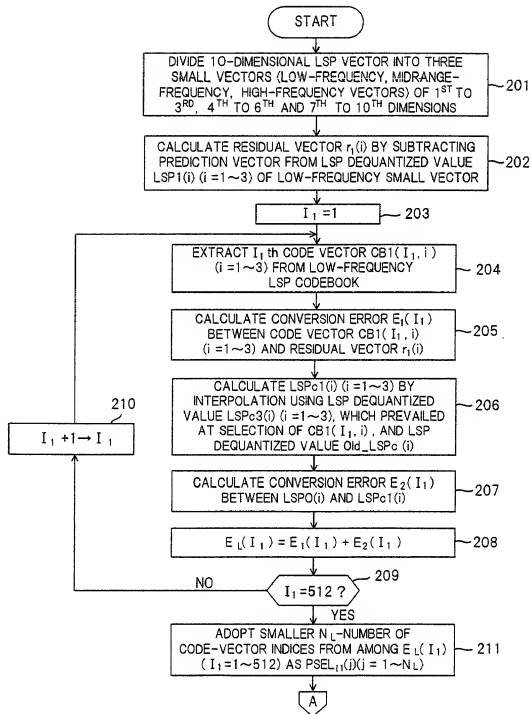 START
DIVIDE 10-DIMENSIONAL LSP VECTOR INTO THREE
SMALL VECTORS (LOW-FREQUENCY, MIDRANGE-
FREQUENCY, HIGH-FREQUENCY VECTORS) OF 1ST TO
3RD, 4TH TO 6TH AND 7TH TO 10TH DIMENSIONS
201
CALCULATE RESIDUAL VECTOR r1(i) BY SUBTRACTING
PREDICTION VECTOR FROM LSP DEQUANTIZED VALUE
LSP1(i) (i=1~3) OF LOW-FREQUENCY SMALL VECTOR
202
I1=1
203
EXTRACT I1th CODE VECTOR CB1(I1, i)
(i=1~3) FROM LOW-FREQUENCY
LSP CODEBOOK
204
CALCULATE CONVERSION ERROR E1(I1)
BETWEEN CODE VECTOR CB1(I1, i)
(i=1~3) AND RESIDUAL VECTOR r1(i)
205
CALCULATE LSPc1(i) (i=1~3) BY
INTERPOLATION USING LSP DEQUANTIZED
VALUE LSPc3(i) (i=1~3), WHICH PREVAILED
AT SELECTION OF CB1(I1, i), AND LSP
DEQUANTIZED VALUE Old_LSPc (i)
206
210
I1+1→I1
CALCULATE CONVERSION ERROR E2(I1)
BETWEEN LSP0(i) AND LSPc1(i)
207
EL(I1)=E1(I1)+E2(I1)
208
NO
I1=512 ?
209
YES
ADOPT SMALLER NL-NUMBER OF
CODE-VECTOR INDICES FROM AMONG EL(I1)
(I1=1~512) AS PSELI1(j)(j=1~NL)
211
A